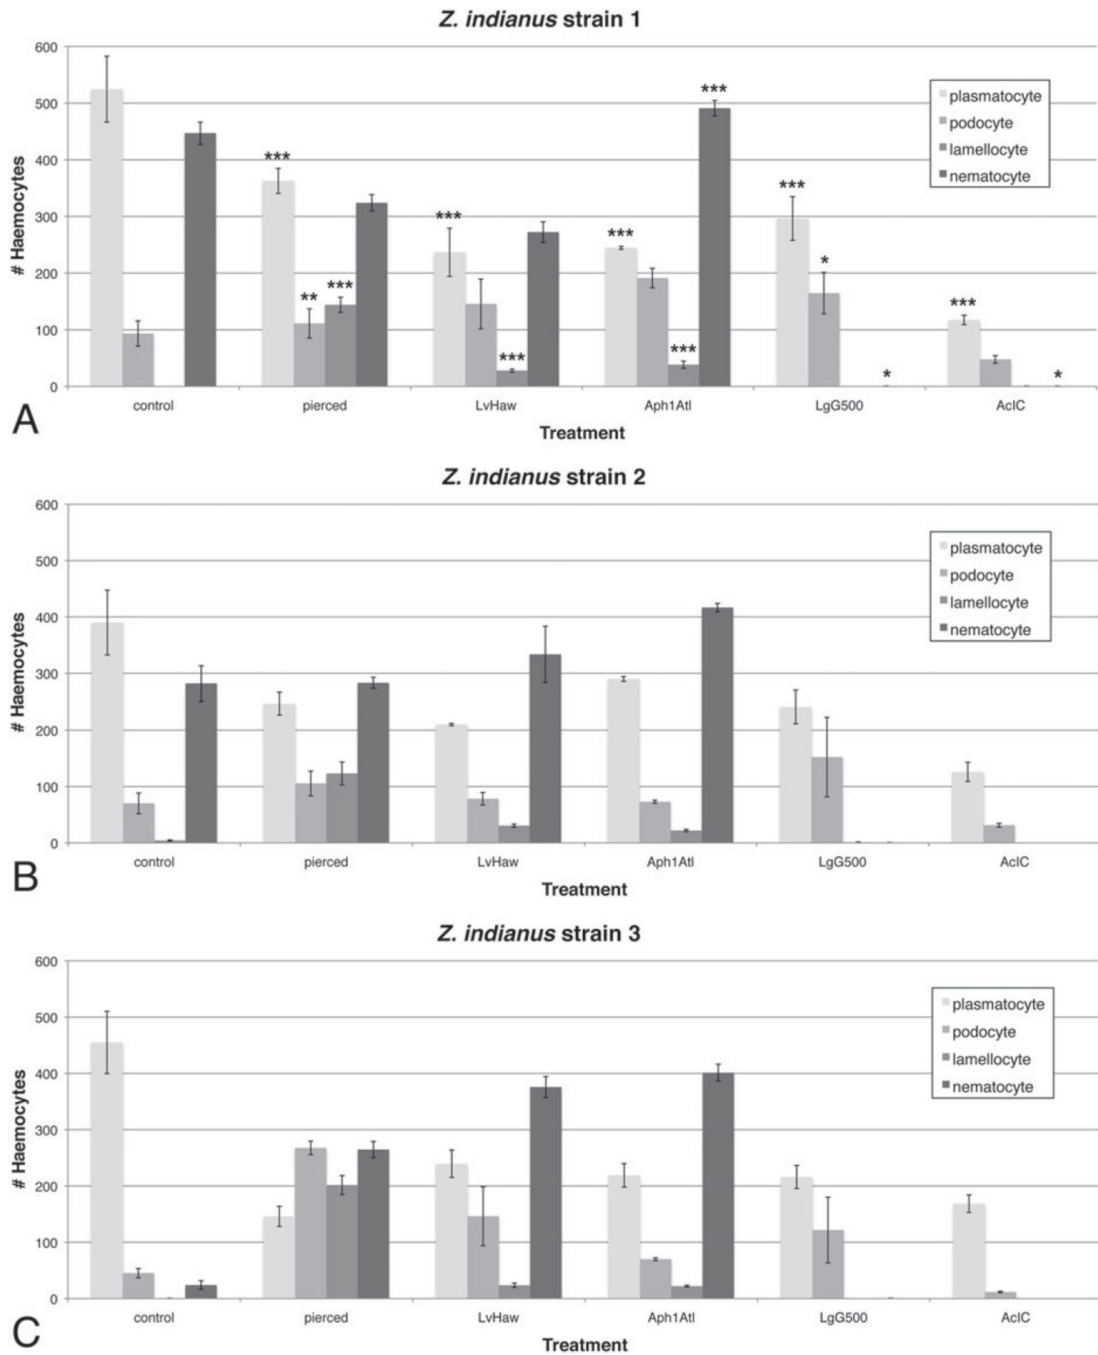 Z. indianus strain 1
600
500
400
300
200
100
0
# Haemocytes
plasmatocyte
podocyte
lamellocyte
nematocyte
***
**
***
***
***
***
***
***
***
*
*
***
*
control pierced LvHaw Aph1Atl LgG500 AclC
Treatment
A
Z. indianus strain 2
600
500
400
300
200
100
0
# Haemocytes
plasmatocyte
podocyte
lamellocyte
nematocyte
control pierced LvHaw Aph1Atl LgG500 AclC
Treatment
B
Z. indianus strain 3
600
500
400
300
200
100
0
# Haemocytes
plasmatocyte
podocyte
lamellocyte
nematocyte
control pierced LvHaw Aph1Atl LgG500 AclC
Treatment
C